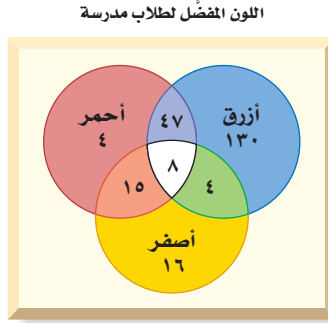 اللون المفضَّل لطلاب مدرسة
أزرق
١٣٠
أحمر
٤
٤٧
٨
٤
١٥
أصفر
١٦